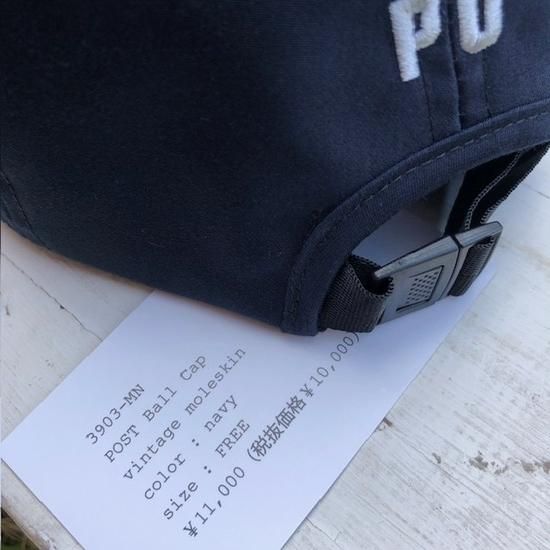 PO
3903-MN
POST Ball Cap
vintage moleskin
color : navy
size : FREE
¥11,000 (税抜価格¥10,000)